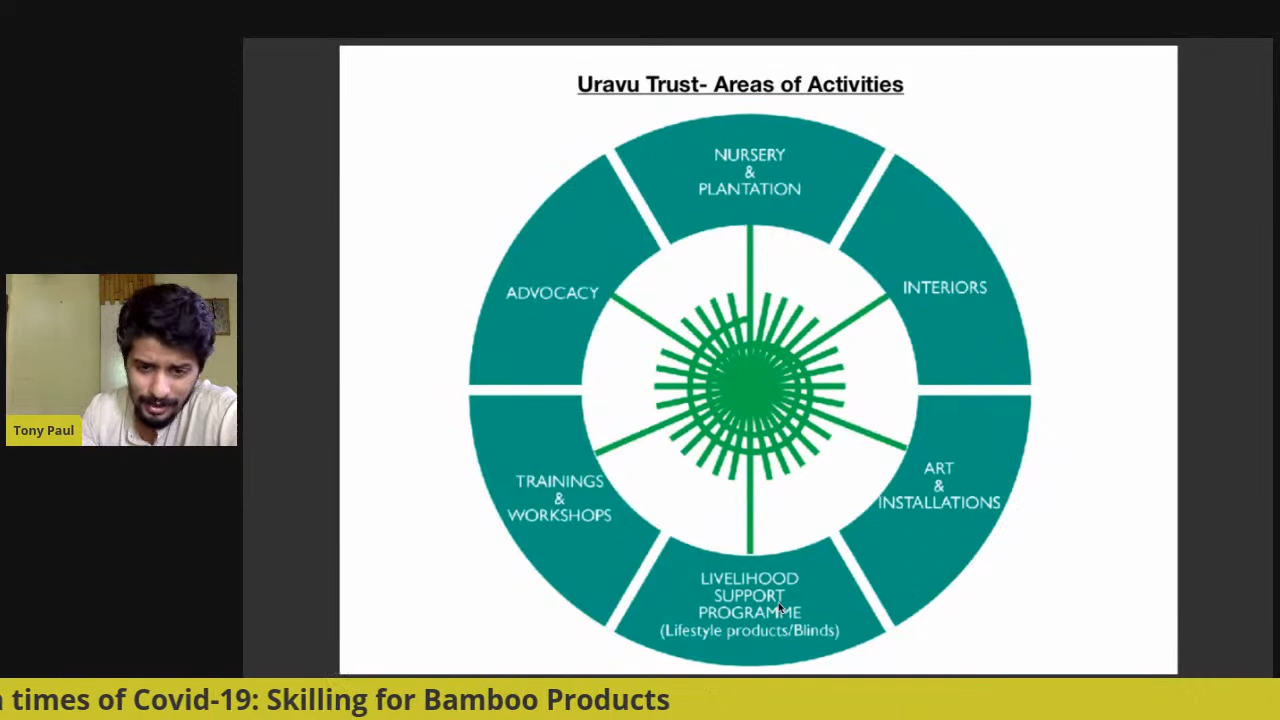 Uravu Trust- Areas of Activities
NURSERY
&
PLANTATION
ADVOCACY
INTERIORS
TRAININGS
&
WORKSHOPS
ART
&
INSTALLATIONS
LIVELIHOOD
SUPPORT
PROGRAMME
(Lifestyle products/Blinds)
Tony Paul
times of Covid-19: Skilling for Bamboo Products